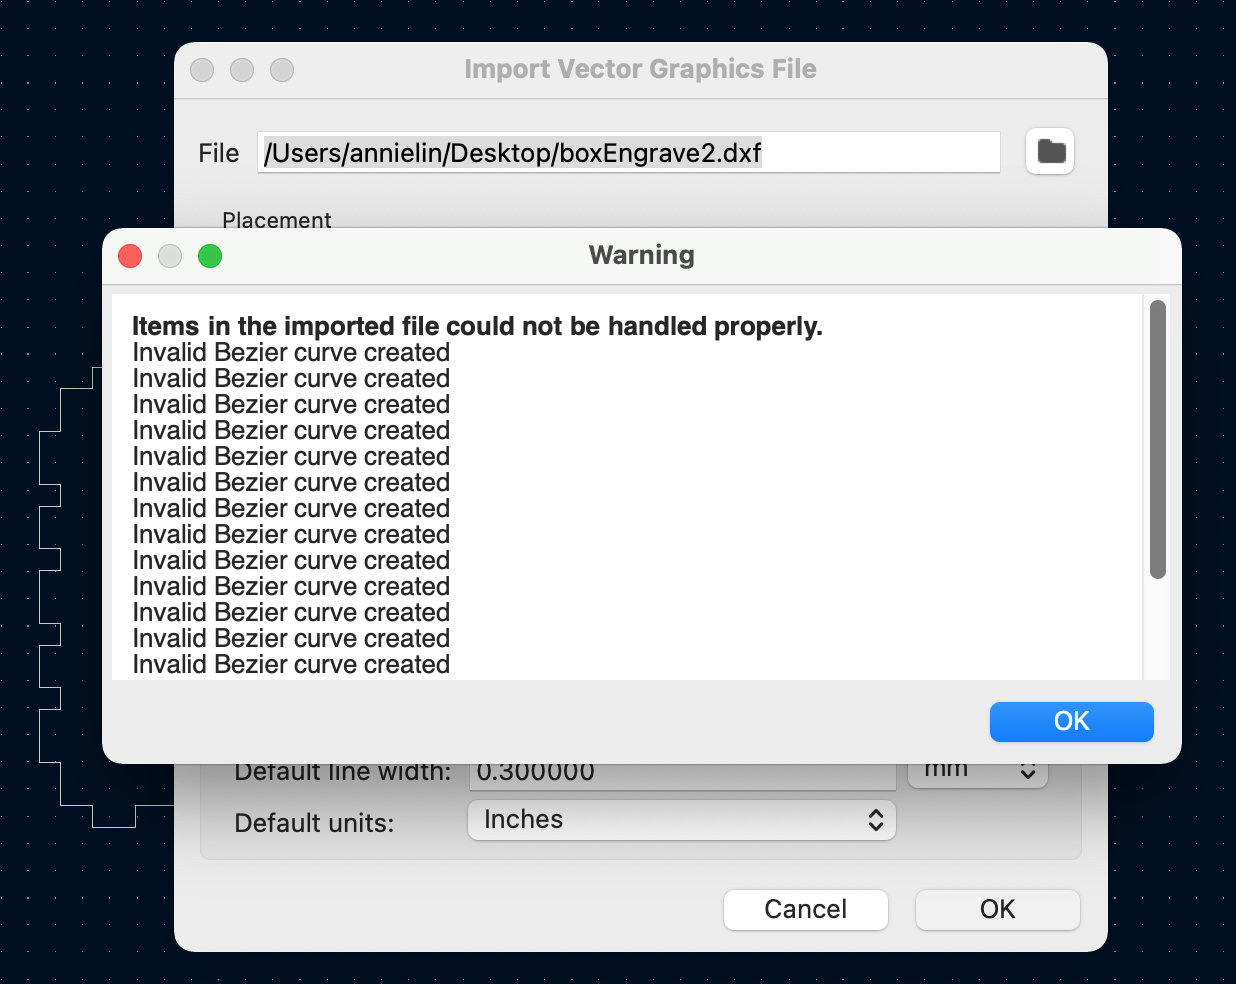 Import Vector Graphics File
File /Users/annielin/Desktop/boxEngrave2.dxf
Placement
Warning
Items in the imported file could not be handled properly.
Invalid Bezier curve created
Invalid Bezier curve created
Invalid Bezier curve created
Invalid Bezier curve created
Invalid Bezier curve created
Invalid Bezier curve created
Invalid Bezier curve created
Invalid Bezier curve created
Invalid Bezier curve created
Invalid Bezier curve created
Invalid Bezier curve created
Invalid Bezier curve created
Invalid Bezier curve created
OK
Default line width: 0.300000 mm
Default units: Inches
Cancel OK